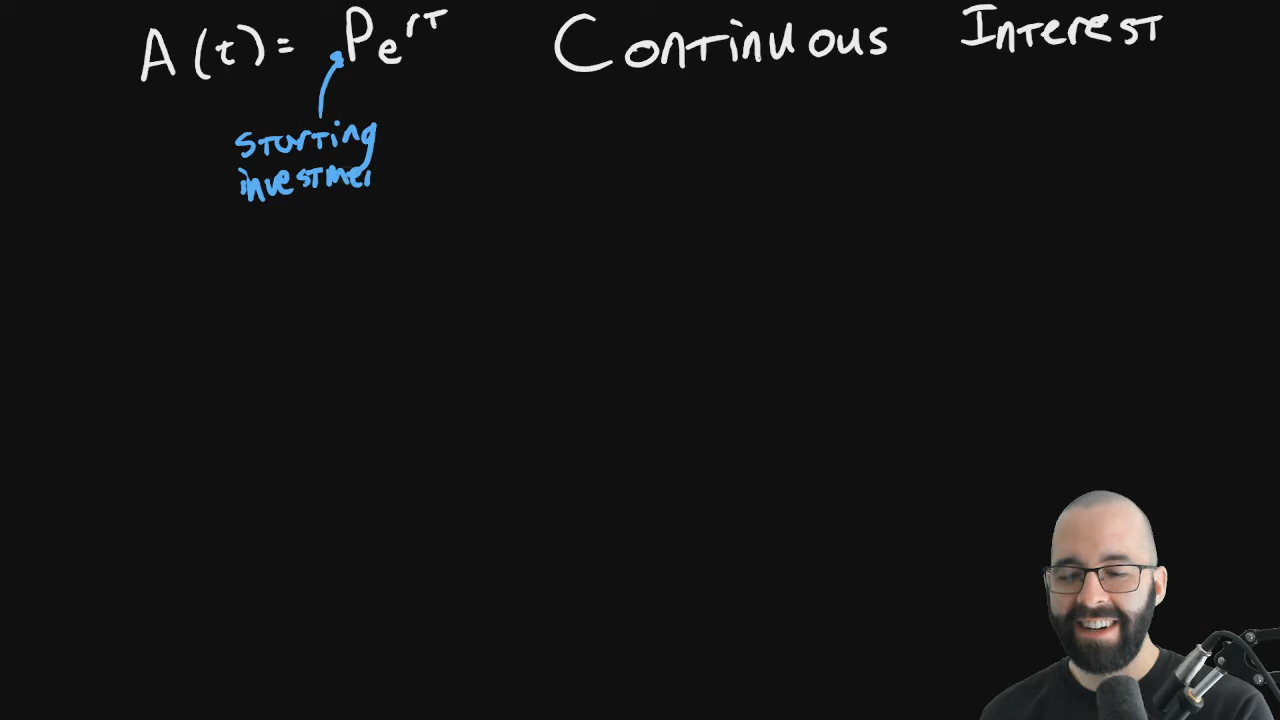 A(t) = Pe^rt
Continuous Interest
starting
investme